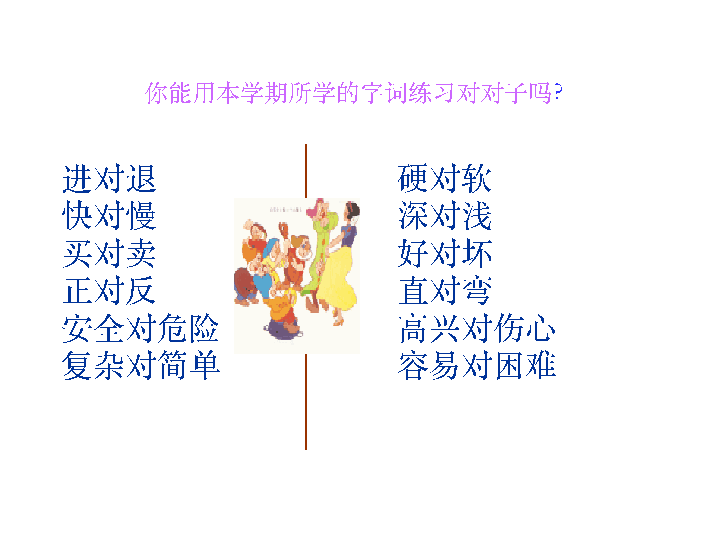 你能用本学期所学的字词练习对对子吗?
进对退
快对慢
买对卖
正对反
安全对危险
复杂对简单
硬对软
深对浅
好对坏
直对弯
高兴对伤心
容易对困难